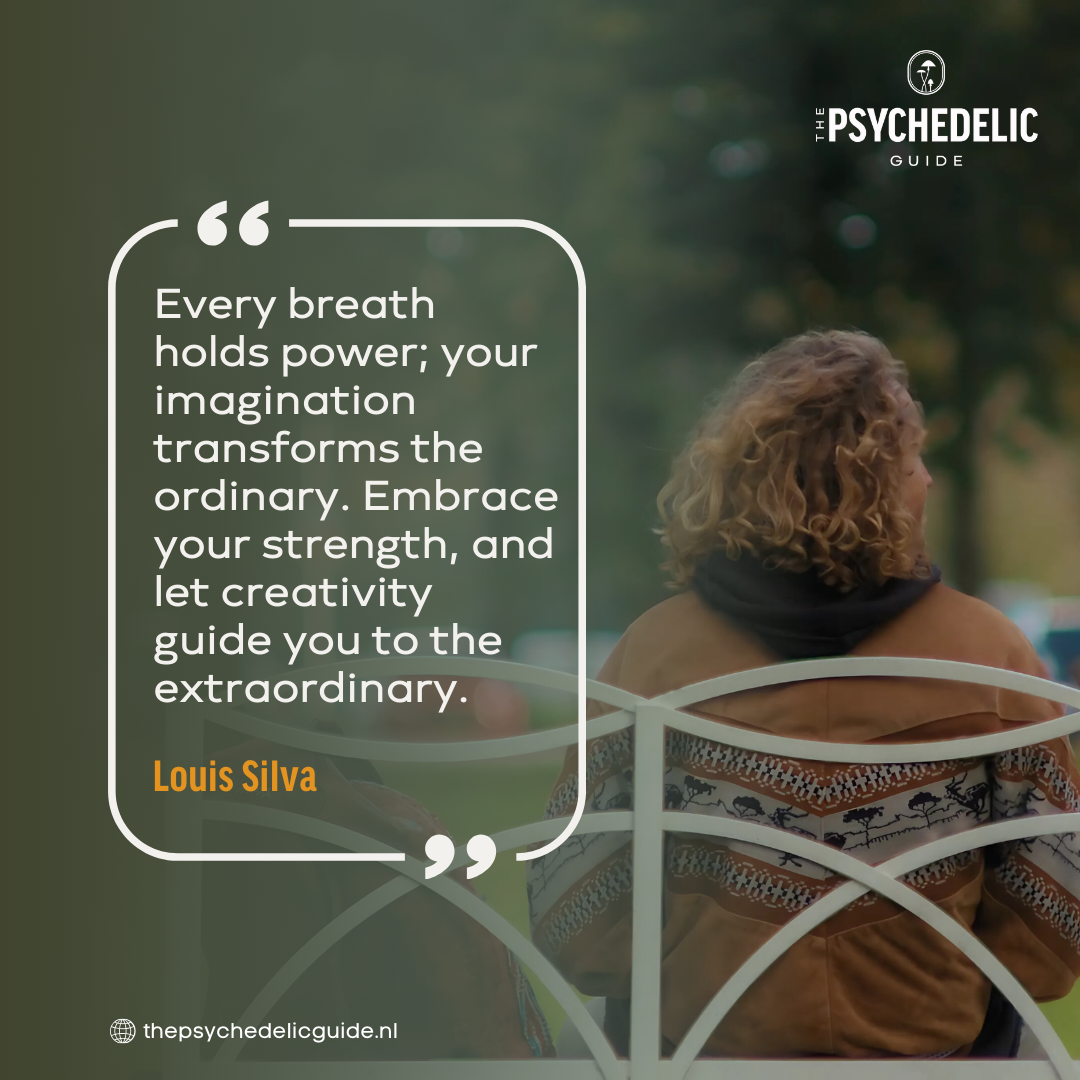 THE
PSYCHEDELIC
GUIDE
“
Every breath
holds power; your
imagination
transforms the
ordinary. Embrace
your strength, and
let creativity
guide you to the
extraordinary.
Louis Silva
”
thepsychedelicguide.nl